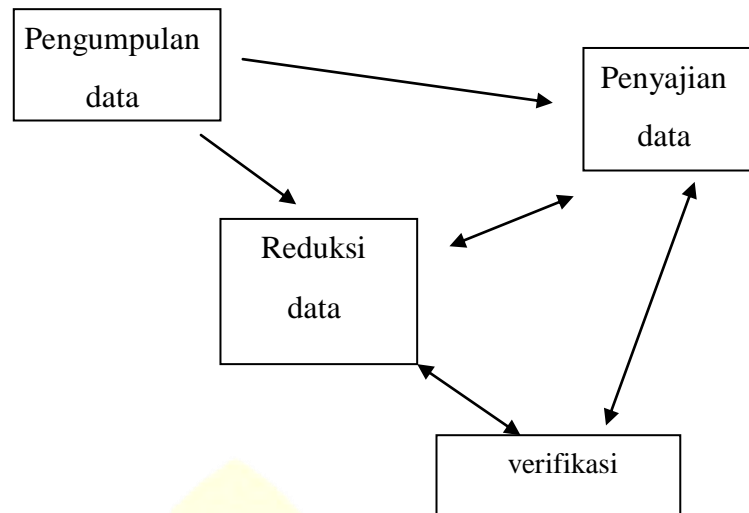 Pengumpulan
data
Penyajian
data
Reduksi
data
verifikasi